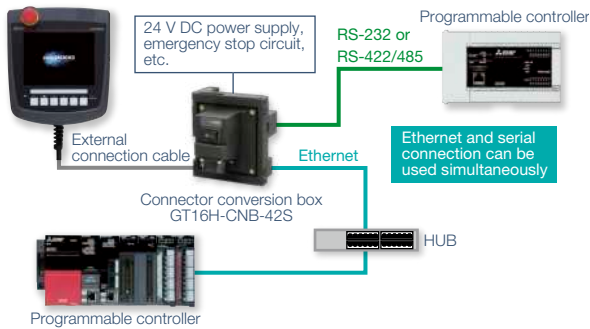 24 V DC power supply,
emergency stop circuit,
etc.
RS-232 or
RS-422/485
Programmable controller
External
connection cable
Ethernet
Ethernet and serial
connection can be
used simultaneously
Connector conversion box
GT16H-CNB-42S
HUB
Programmable controller